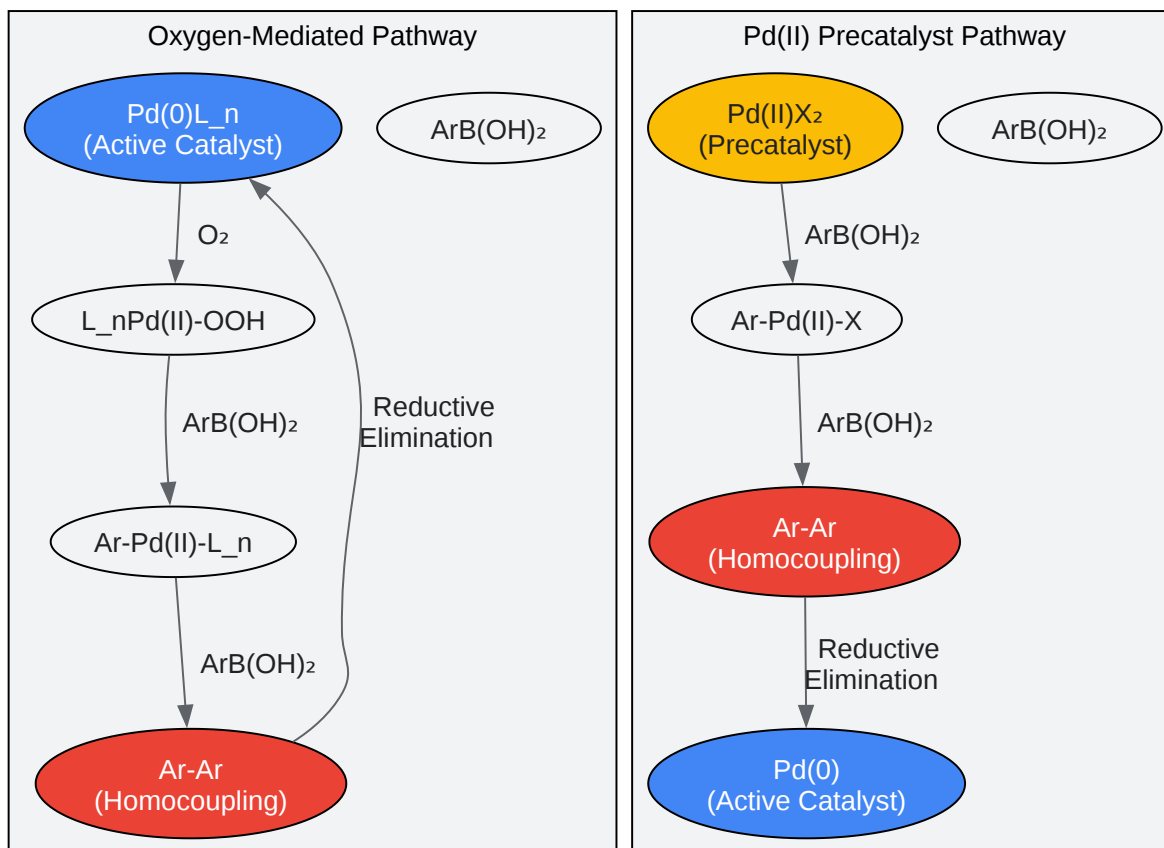 Oxygen-Mediated Pathway
Pd(0)L_n
(Active Catalyst)
ArB(OH)₂
O₂
L_nPd(II)-OOH
ArB(OH)₂
Reductive
Elimination
Ar-Pd(II)-L_n
ArB(OH)₂
Ar-Ar
(Homocoupling)
Pd(II) Precatalyst Pathway
Pd(II)X₂
(Precatalyst)
ArB(OH)₂
ArB(OH)₂
Ar-Pd(II)-X
ArB(OH)₂
Ar-Ar
(Homocoupling)
Reductive
Elimination
Pd(0)
(Active Catalyst)